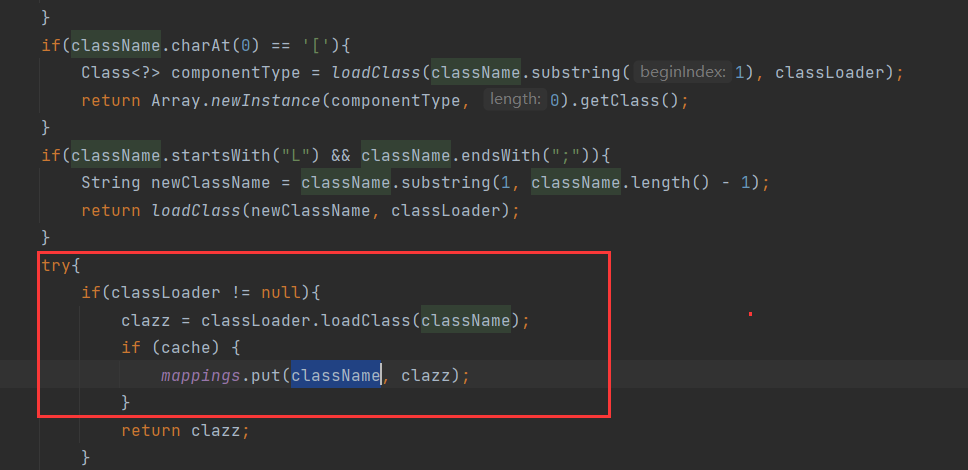 }
if(className.charAt(0) == '['){
Class<?> componentType = loadClass(className.substring( beginIndex: 1), classLoader);
return Array.newInstance(componentType, length: 0).getClass();
}
if(className.startsWith("L") && className.endsWith(";")){
String newClassName = className.substring(1, className.length() - 1);
return loadClass(newClassName, classLoader);
}
try{
if(classLoader != null){
clazz = classLoader.loadClass(className);
if (cache) {
mappings.put(className, clazz);
}
return clazz;
}